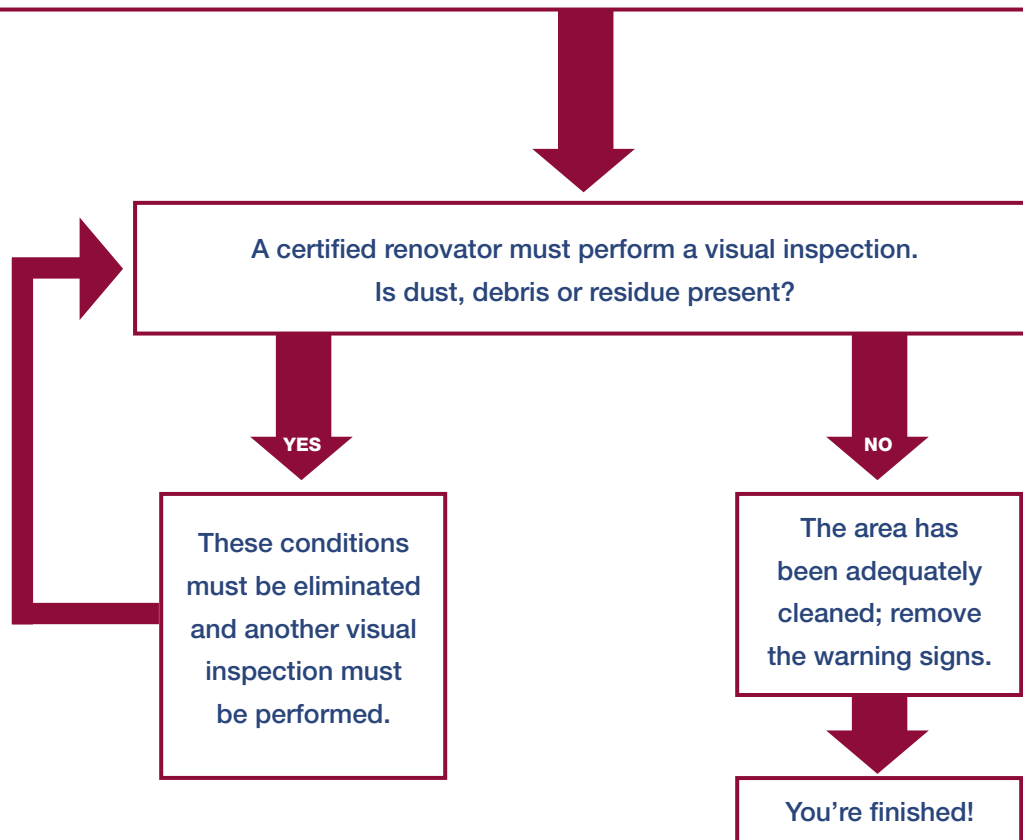 A certified renovator must perform a visual inspection.
Is dust, debris or residue present?
YES
NO
These conditions
must be eliminated
and another visual
inspection must
be performed.
The area has
been adequately
cleaned; remove
the warning signs.
You're finished!